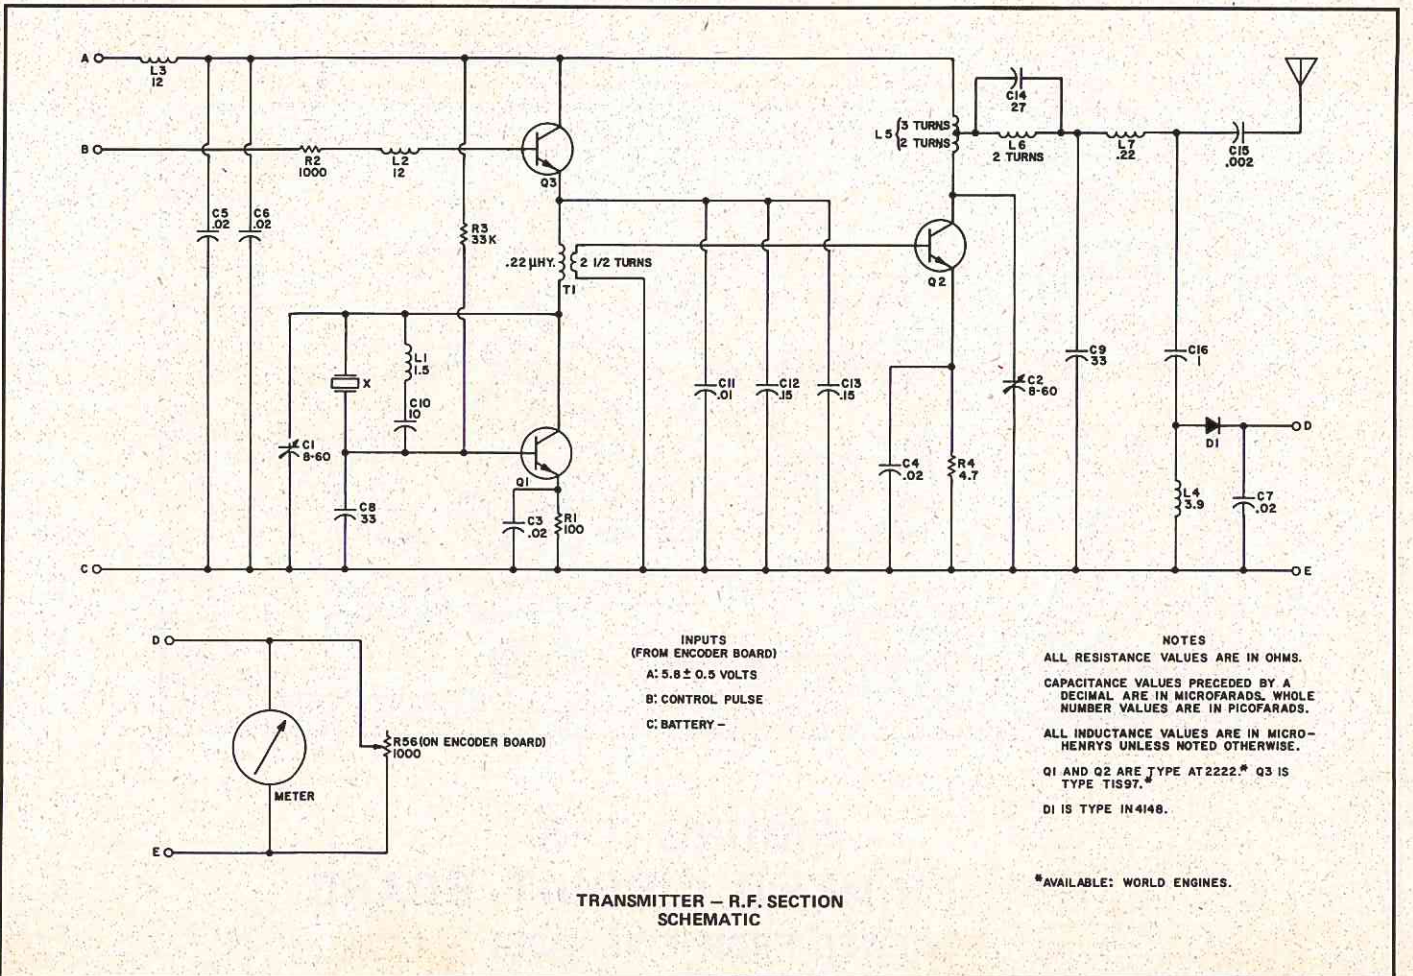 A
L3
12
B
R2
1000
L2
12
Q3
C5
.02
C6
.02
R3
33K
.22 µHY.
2 1/2 TURNS
T1
L5
3 TURNS
2 TURNS
C14
27
L6
2 TURNS
L7
.22
C15
.002
Q2
X
L1
1.5
C10
10
C1
8-60
Q1
C8
33
C3
.02
R1
100
C11
.01
C12
.15
C13
.15
C4
.02
R4
4.7
C2
8-60
C9
33
C16
1
D1
D
L4
3.9
C7
.02
C
E
D
R56 (ON ENCODER BOARD)
1000
METER
E
INPUTS
(FROM ENCODER BOARD)
A: 5.8 ± 0.5 VOLTS
B: CONTROL PULSE
C: BATTERY –
NOTES
ALL RESISTANCE VALUES ARE IN OHMS.
CAPACITANCE VALUES PRECEDED BY A
DECIMAL ARE IN MICROFARADS. WHOLE
NUMBER VALUES ARE IN PICOFARADS.
ALL INDUCTANCE VALUES ARE IN MICRO-
HENRYS UNLESS NOTED OTHERWISE.
Q1 AND Q2 ARE TYPE AT2222.* Q3 IS
TYPE TIS97.*
D1 IS TYPE IN4148.
*AVAILABLE: WORLD ENGINES.
TRANSMITTER – R.F. SECTION
SCHEMATIC